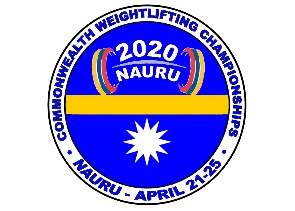 COMMONWEALTH WEIGHTLIFTING CHAMPIONSHIPS
2020
NAURU
• NAURU - APRIL 21-25 •